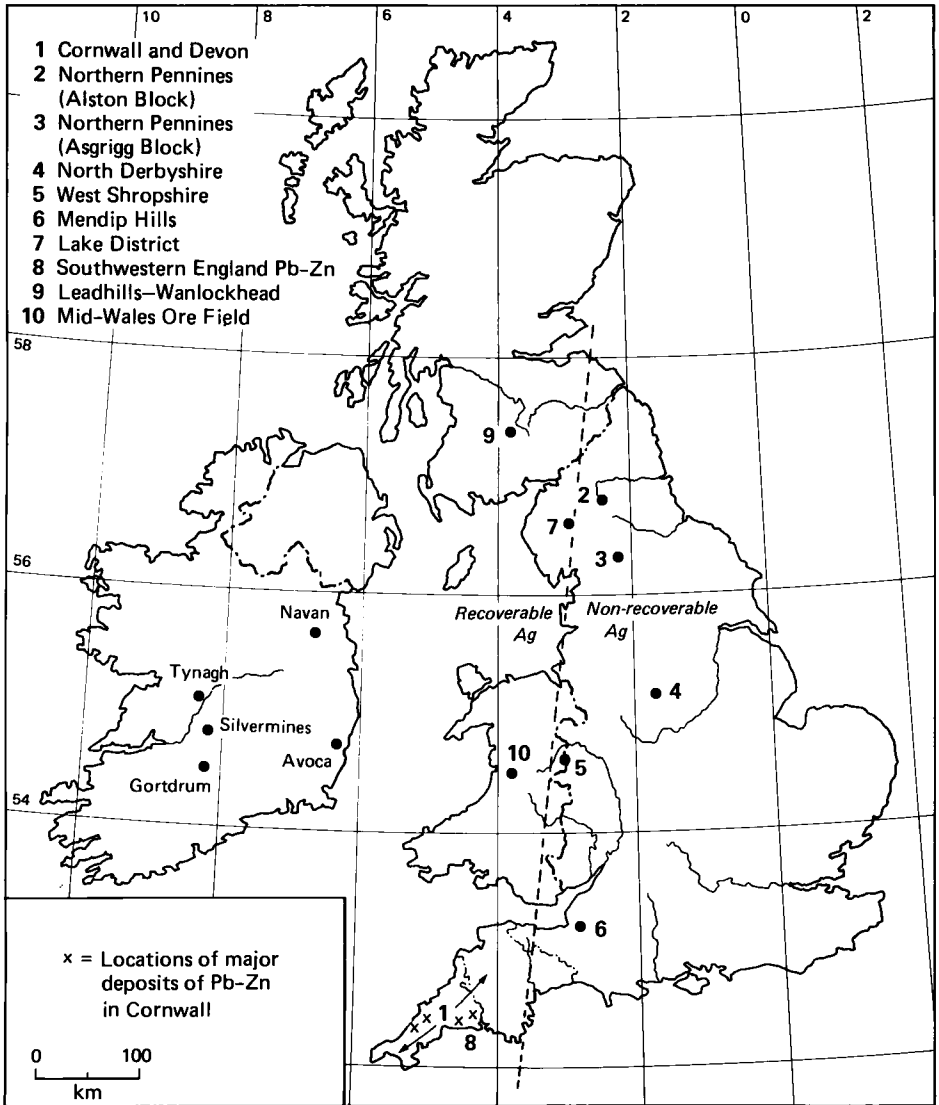 10 8 6 4 2 0 2
1 Cornwall and Devon
2 Northern Pennines
(Alston Block)
3 Northern Pennines
(Asgrigg Block)
4 North Derbyshire
5 West Shropshire
6 Mendip Hills
7 Lake District
8 Southwestern England Pb-Zn
9 Leadhills–Wanlockhead
10 Mid-Wales Ore Field
58
9
2
7
3
56
Navan
Recoverable
Ag
Non-recoverable
Ag
Tynagh
4
Silvermines
Avoca
10
5
Gortdrum
54
6
x = Locations of major
deposits of Pb-Zn
in Cornwall
1
x x x x
8
0 100
km